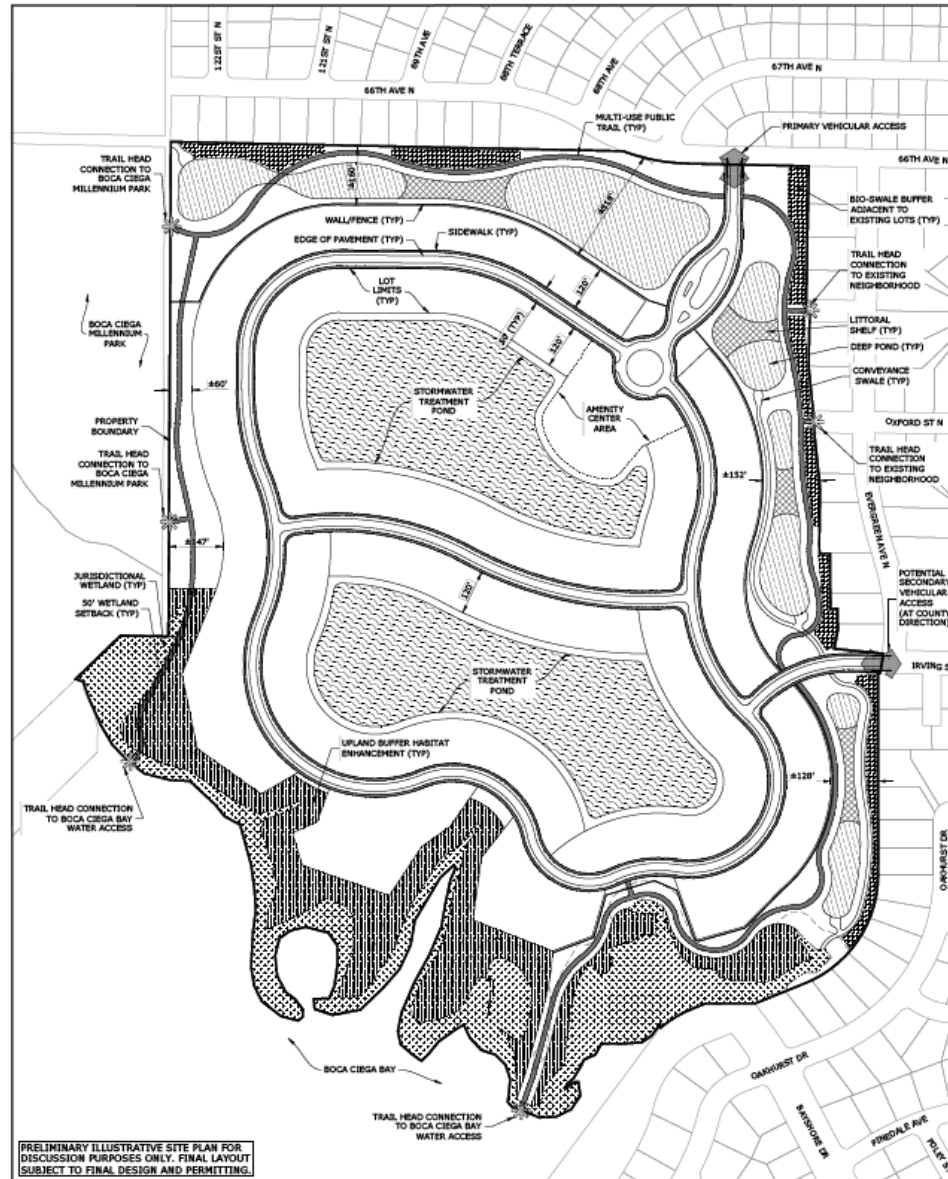 122ST ST N
121ST ST N
69TH AVE
68TH TERRACE
68TH AVE
67TH AVE N
66TH AVE N
MULTI-USE PUBLIC
TRAIL (TYP)
PRIMARY VEHICULAR ACCESS
66TH AVE N
TRAIL HEAD
CONNECTION TO
BOCA CIEGA
MILLENNIUM PARK
±160'
WALL/FENCE (TYP)
SIDEWALK (TYP)
EDGE OF PAVEMENT (TYP)
LOT
LIMITS
(TYP)
120'
50' (TYP)
120'
BIO-SWALE BUFFER
ADJACENT TO
EXISTING LOTS (TYP)
TRAIL HEAD
CONNECTION
TO EXISTING
NEIGHBORHOOD
LITTORAL
SHELF (TYP)
DEEP POND (TYP)
CONVEYANCE
SWALE (TYP)
BOCA CIEGA
MILLENNIUM
PARK
±60'
STORMWATER
TREATMENT
POND
AMENITY
CENTER
AREA
OXFORD ST N
PROPERTY
BOUNDARY
TRAIL HEAD
CONNECTION TO
BOCA CIEGA
MILLENNIUM PARK
TRAIL HEAD
CONNECTION
TO EXISTING
NEIGHBORHOOD
±152'
EVERGREEN AVE N
±147'
JURISDICTIONAL
WETLAND (TYP)
50' WETLAND
SETBACK (TYP)
120'
POTENTIAL
SECONDARY
VEHICULAR
ACCESS
(AT COUNTY
DIRECTION)
IRVING S
STORMWATER
TREATMENT
POND
UPLAND BUFFER HABITAT
ENHANCEMENT (TYP)
±128'
TRAIL HEAD CONNECTION
TO BOCA CIEGA BAY
WATER ACCESS
OAKHURST DR
BOCA CIEGA BAY
OAKHURST DR
TRAIL HEAD CONNECTION
TO BOCA CIEGA BAY
WATER ACCESS
BAYSHORE DR
PINEDALE AVE
PRELIMINARY ILLUSTRATIVE SITE PLAN FOR
DISCUSSION PURPOSES ONLY. FINAL LAYOUT
SUBJECT TO FINAL DESIGN AND PERMITTING.